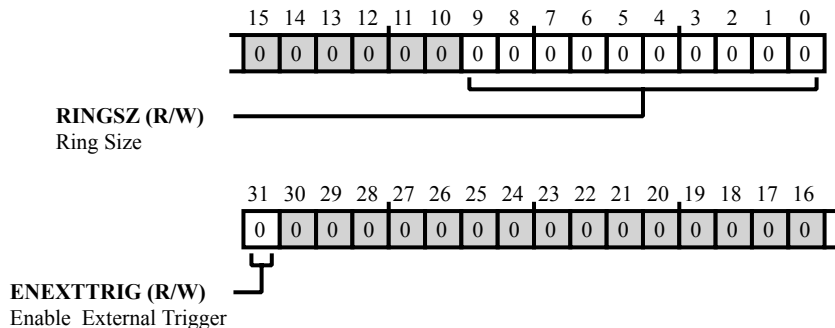 15 14 13 12 11 10 9 8 7 6 5 4 3 2 1 0
0 0 0 0 0 0 0 0 0 0 0 0 0 0 0 0
RINGSZ (R/W)
Ring Size
31 30 29 28 27 26 25 24 23 22 21 20 19 18 17 16
0 0 0 0 0 0 0 0 0 0 0 0 0 0 0 0
ENEXTTRIG (R/W)
Enable External Trigger